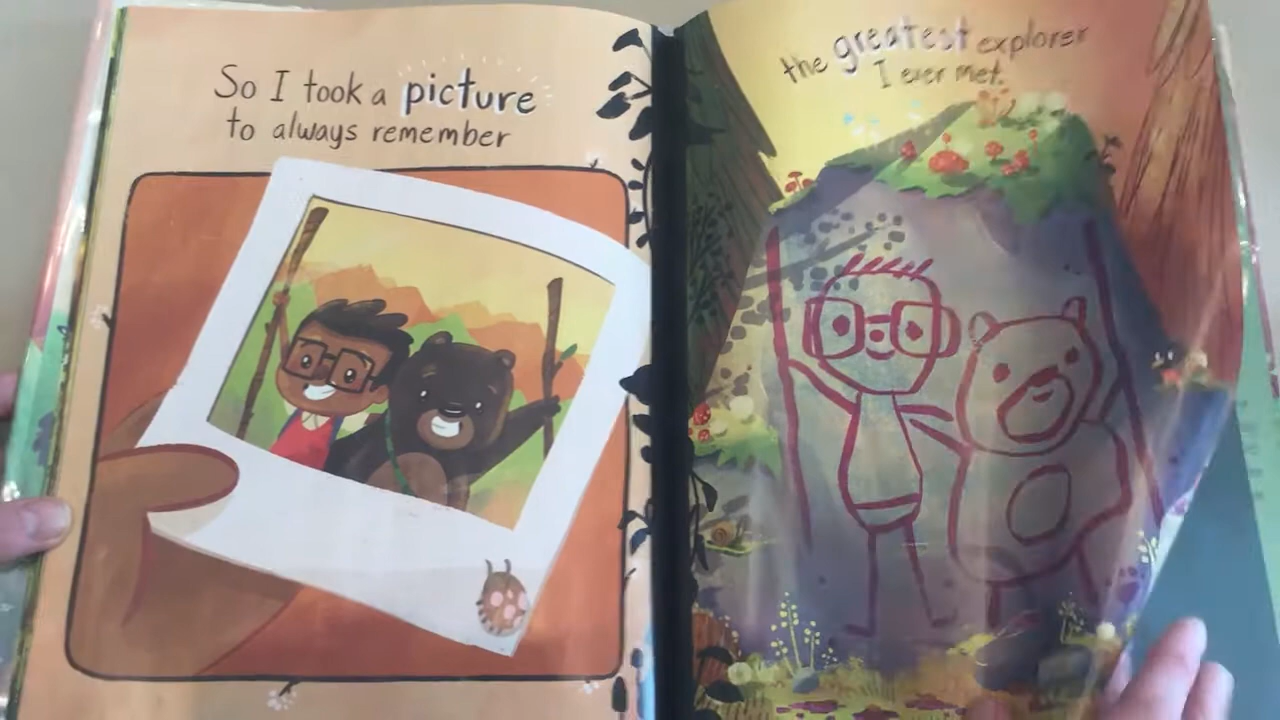 So I took a picture
to always remember
the greatest explorer
I ever met.